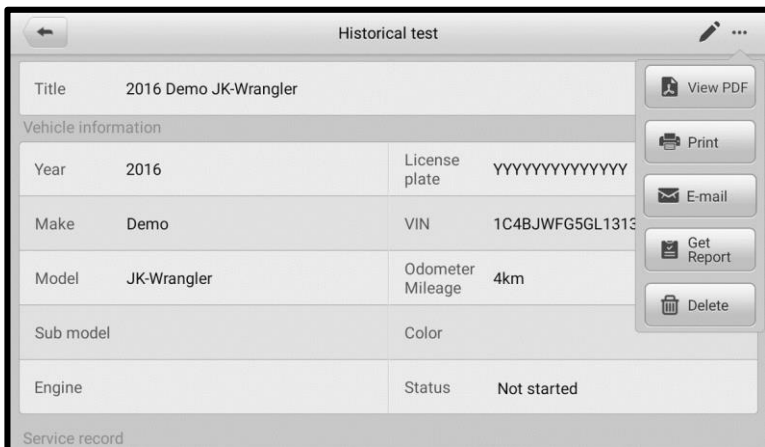 Historical test
Title 2016 Demo JK-Wrangler
View PDF
Vehicle information
Print
Year 2016 License plate YYYYYYYYYYYYYY
E-mail
Make Demo VIN 1C4BJWFG5GL1313
Get Report
Model JK-Wrangler Odometer Mileage 4km
Delete
Sub model Color
Engine Status Not started
Service record